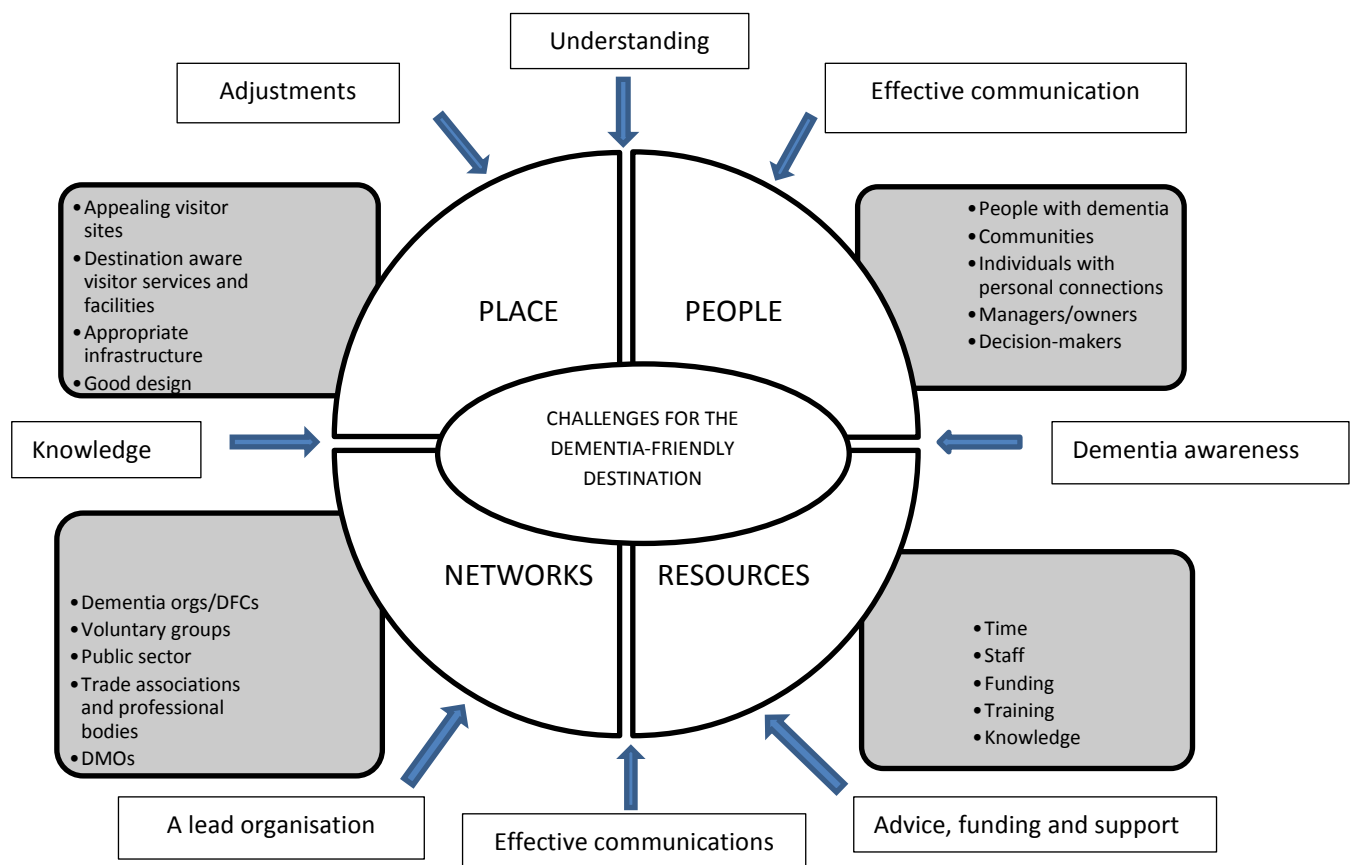 Understanding
Adjustments
Effective communication
• Appealing visitor
sites
• Destination aware
visitor services and
facilities
• Appropriate
infrastructure
• Good design
PLACE
PEOPLE
• People with dementia
• Communities
• Individuals with
personal connections
• Managers/owners
• Decision-makers
Knowledge
CHALLENGES FOR THE
DEMENTIA-FRIENDLY
DESTINATION
Dementia awareness
• Dementia orgs/DFCs
• Voluntary groups
• Public sector
• Trade associations
and professional
bodies
• DMOs
NETWORKS
RESOURCES
• Time
• Staff
• Funding
• Training
• Knowledge
A lead organisation
Effective communications
Advice, funding and support